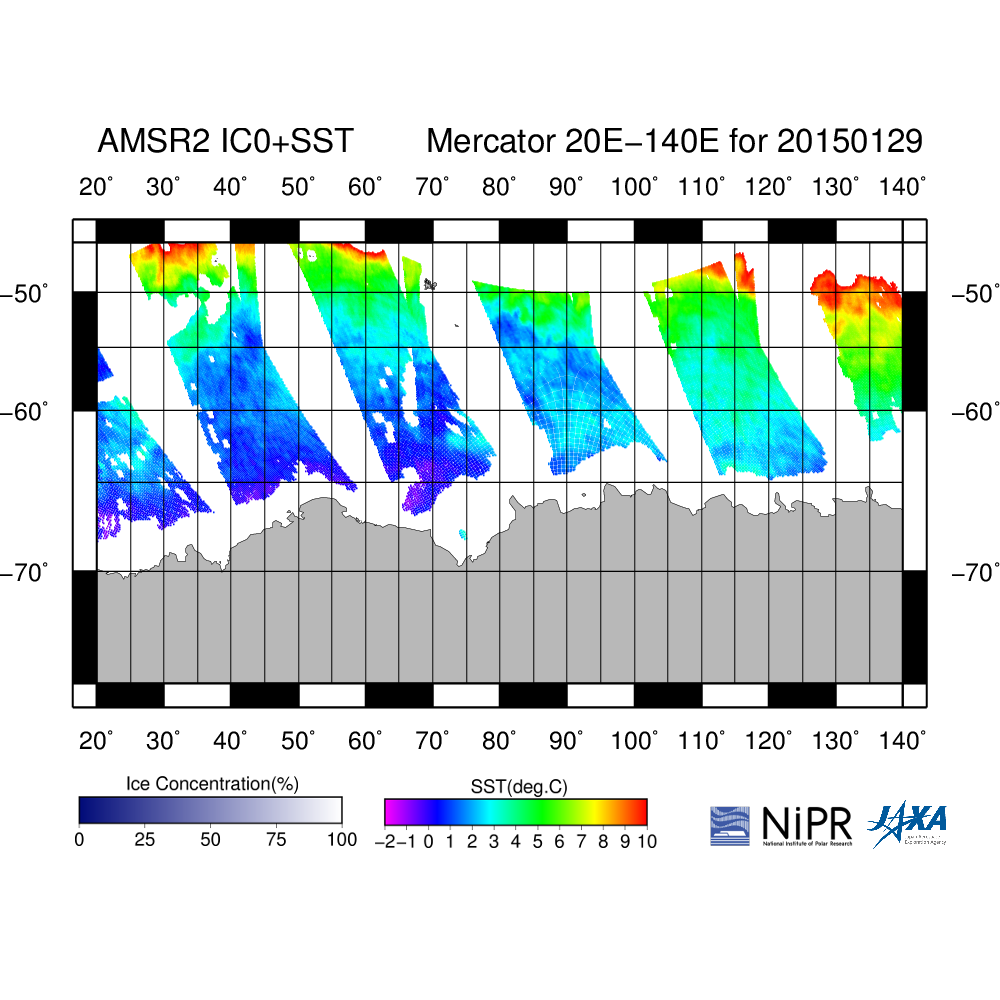 AMSR2 IC0+SST Mercator 20E−140E for 20150129
20° 30° 40° 50° 60° 70° 80° 90° 100° 110° 120° 130° 140°
−50° −50°
−60° −60°
−70° −70°
20° 30° 40° 50° 60° 70° 80° 90° 100° 110° 120° 130° 140°
Ice Concentration(%)
0 25 50 75 100
SST(deg.C)
−2 −1 0 1 2 3 4 5 6 7 8 9 10
NiPR
National Institute of Polar Research
JAXA
Exploration Agency